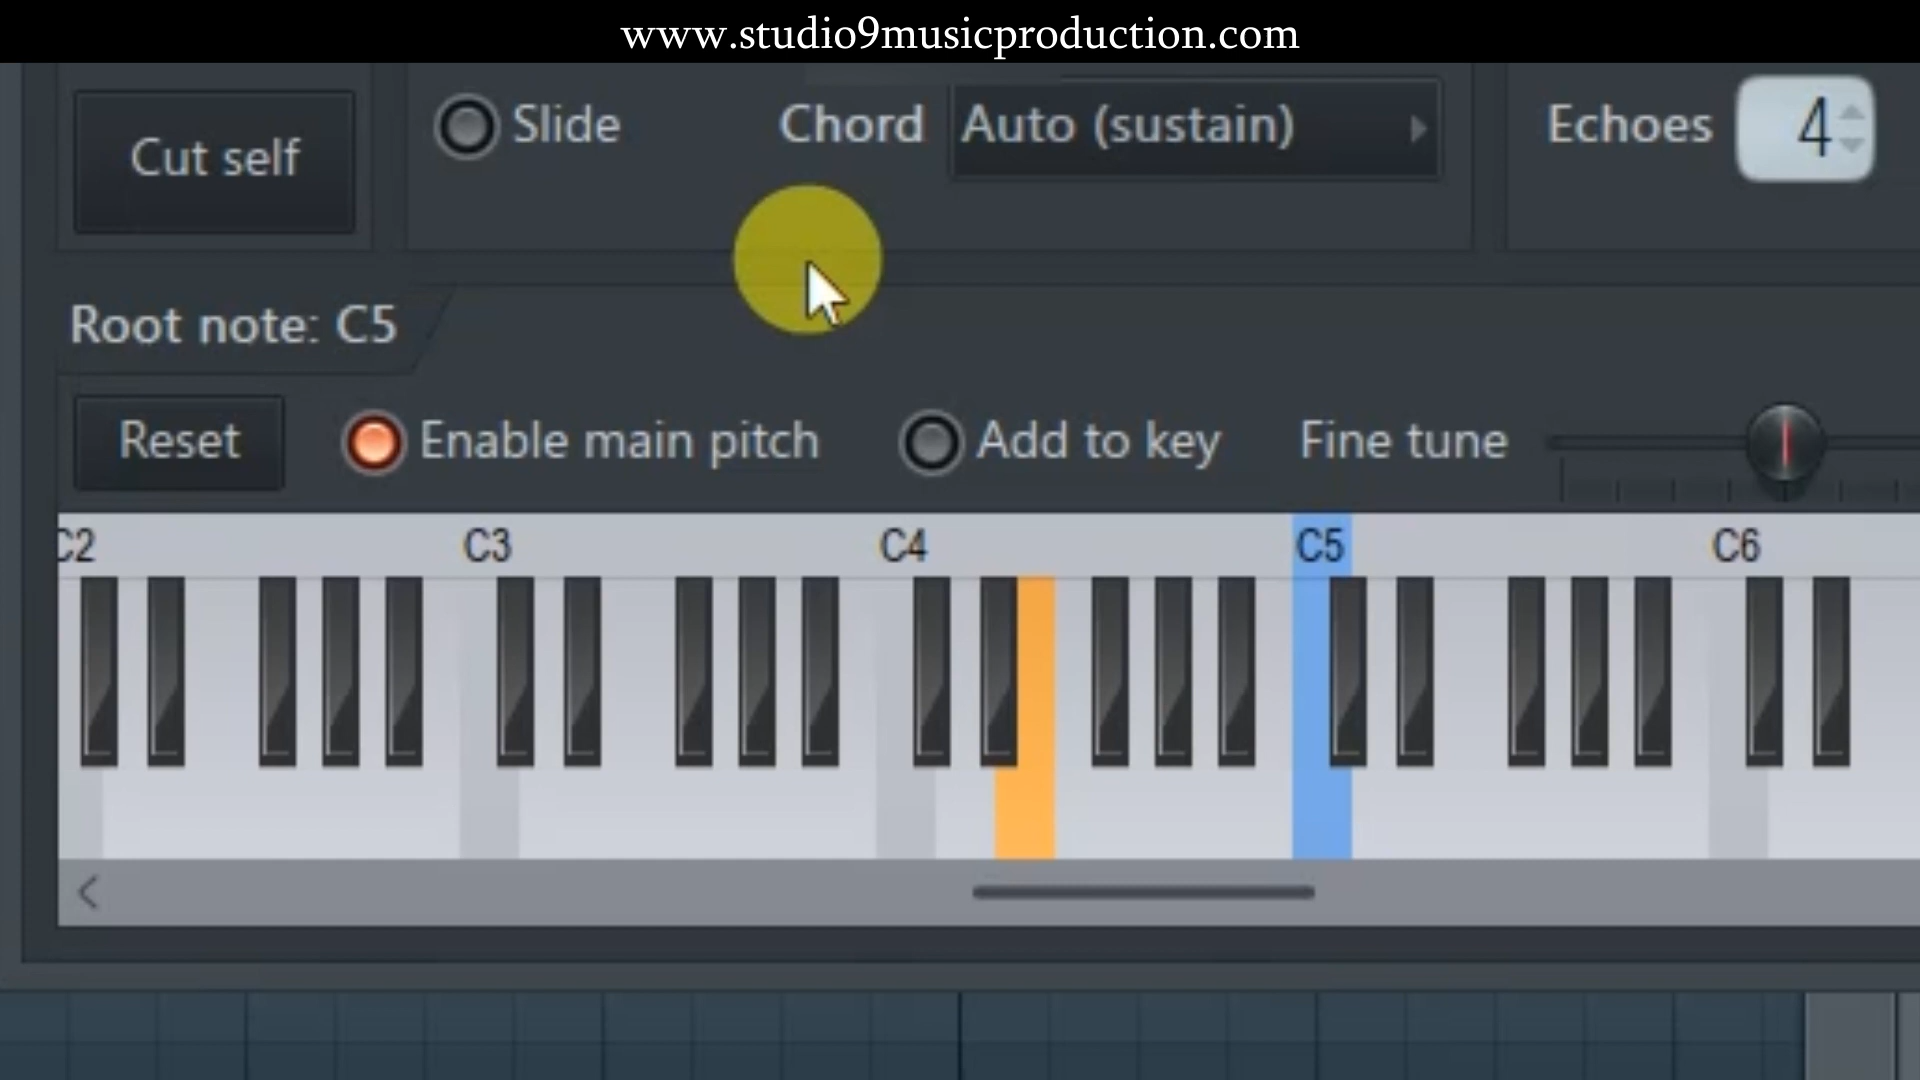 www.studio9musicproduction.com
Cut self
Slide
Chord
Auto (sustain)
Echoes
4
Root note: C5
Reset
Enable main pitch
Add to key
Fine tune
C2
C3
C4
C5
C6